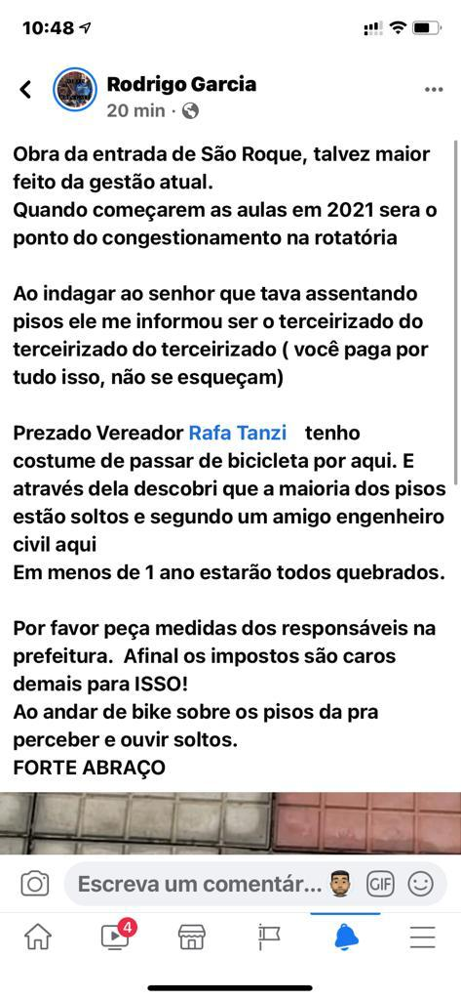 10:48
Rodrigo Garcia
20 min ·
Obra da entrada de São Roque, talvez maior
feito da gestão atual.
Quando começarem as aulas em 2021 sera o
ponto do congestionamento na rotatória
Ao indagar ao senhor que tava assentando
pisos ele me informou ser o terceirizado do
terceirizado do terceirizado ( você paga por
tudo isso, não se esqueçam)
Prezado Vereador Rafa Tanzi tenho
costume de passar de bicicleta por aqui. E
através dela descobri que a maioria dos pisos
estão soltos e segundo um amigo engenheiro
civil aqui
Em menos de 1 ano estarão todos quebrados.
Por favor peça medidas dos responsáveis na
prefeitura. Afinal os impostos são caros
demais para ISSO!
Ao andar de bike sobre os pisos da pra
perceber e ouvir soltos.
FORTE ABRAÇO
Escreva um comentár...
GIF
4